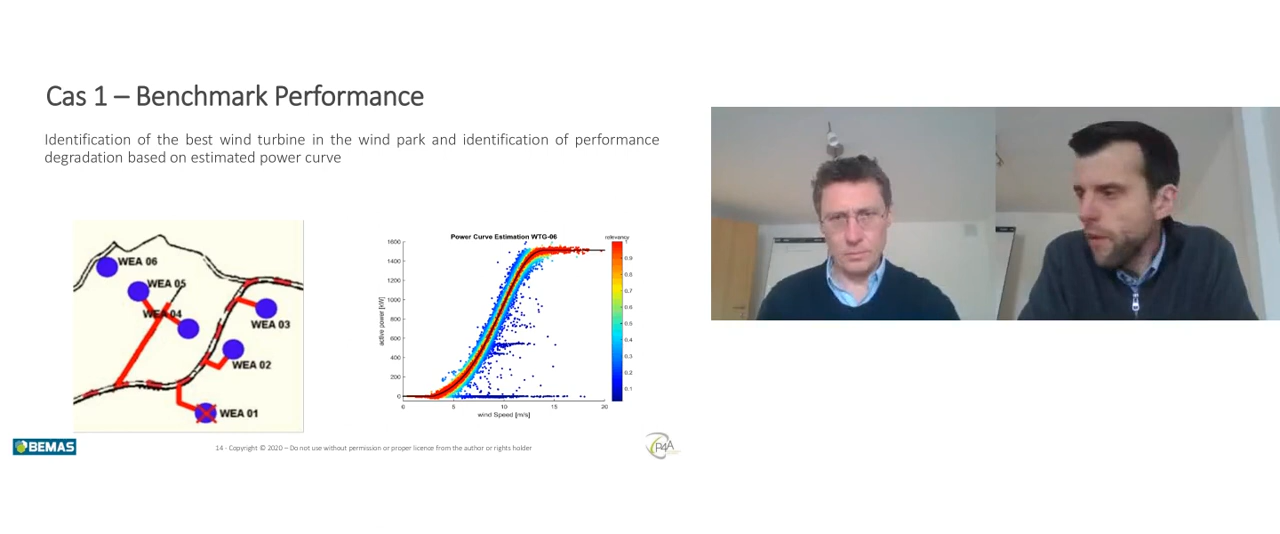 Cas 1 – Benchmark Performance
Identification of the best wind turbine in the wind park and identification of performance
degradation based on estimated power curve
WEA 06
WEA 05
WEA 04
WEA 03
WEA 02
WEA 01
Power Curve Estimation WTG-06
relevancy
active power [kW]
1600
1400
1200
1000
800
600
400
200
0
0
5
10
15
20
wind Speed [m/s]
1
0.9
0.8
0.7
0.6
0.5
0.4
0.3
0.2
0.1
BEMAS
14 - Copyright © 2020 – Do not use without permission or proper licence from the author or rights holder
P4A